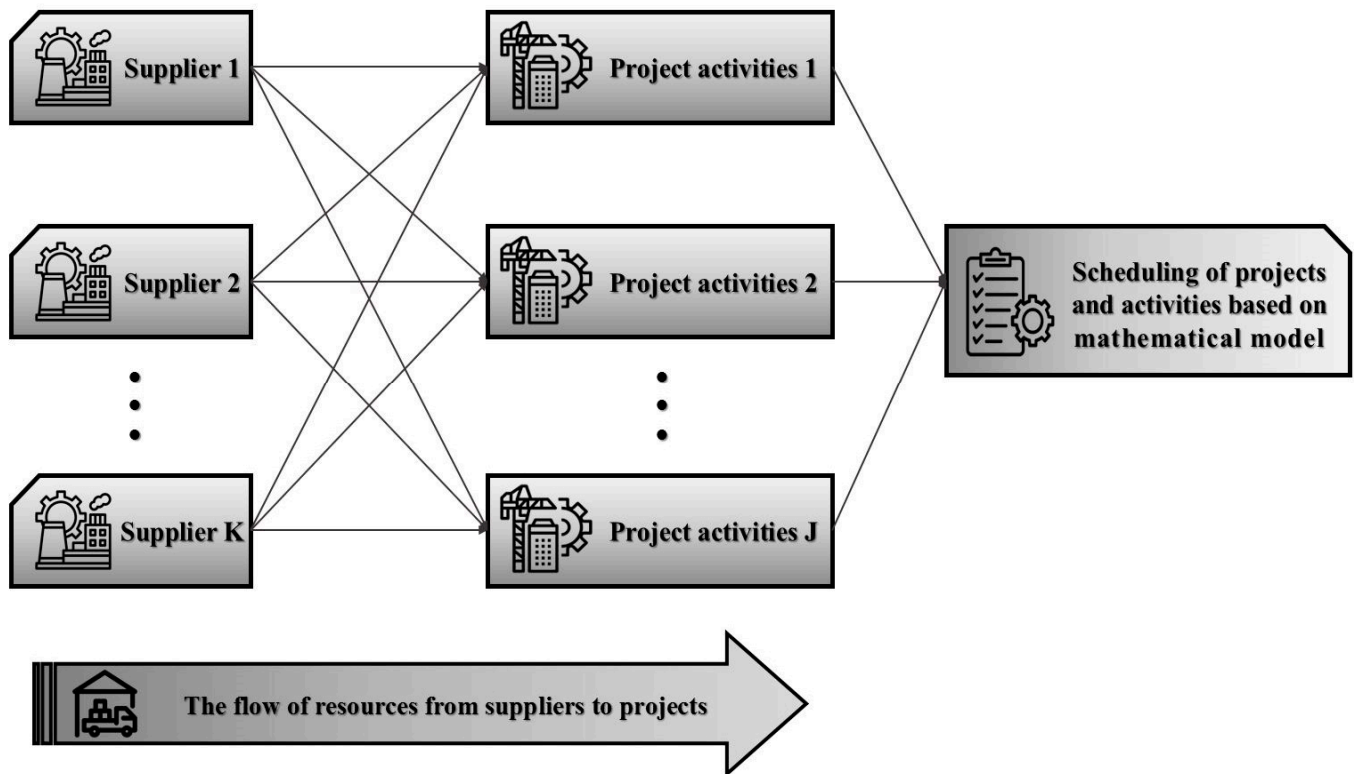 Supplier 1
Project activities 1
Supplier 2
Project activities 2
Scheduling of projects
and activities based on
mathematical model
Supplier K
Project activities J
The flow of resources from suppliers to projects